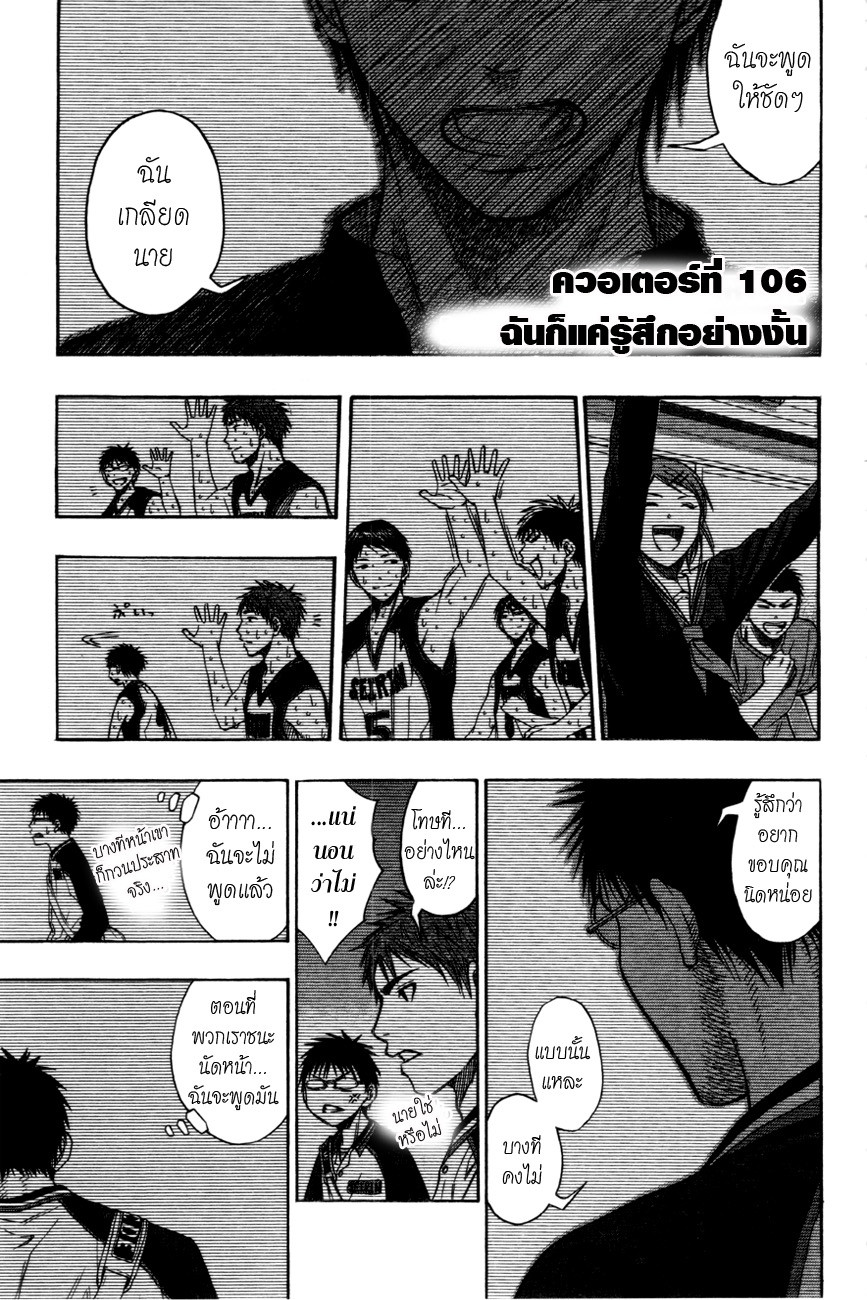 ฉันจะพูด
ให้ชัดๆ
ฉัน
เกลียด
นาย
ควอเตอร์ที่ 106
ฉันก็แค่รู้สึกอย่างงั้น
SEIRIN
5
ぷいっ
รู้สึกว่า
อยาก
ขอบคุณ
นิดหน่อย
แบบนั้น
แหละ
บางที
คงไม่
โทษที...
อย่างไหน
ล่ะ!?
...แน่
นอน
ว่าไม่
!!
นายใช่
หรือไม่
SEIRIN
อ้าาา...
ฉันจะไม่
พูดแล้ว
บางทีหน้าเขา
ก็กวนประสาท
จริง...
ตอนที่
พวกเราชนะ
นัดหน้า...
ฉันจะพูดมัน